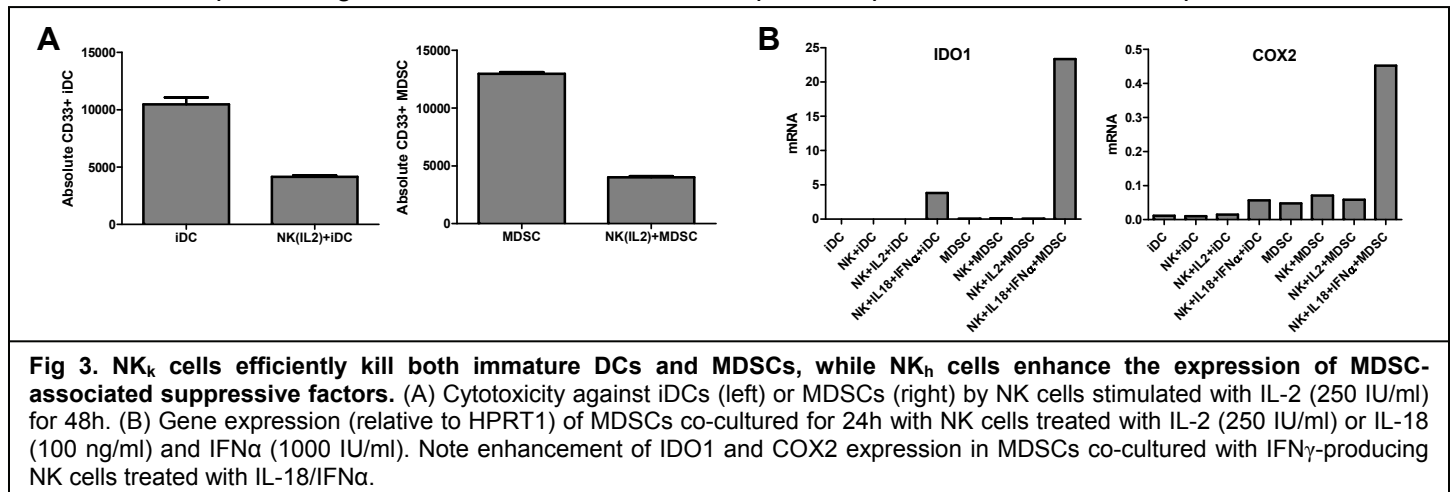 A
B
15000
10000
5000
0
Absolute CD33+ iDC
iDC
NK(IL2)+iDC
15000
10000
5000
0
Absolute CD33+ MDSC
MDSC
NK(IL2)+MDSC
IDO1
25
20
15
10
5
0
mRNA
iDC
NK+iDC
NK+IL2+iDC
NK+IL18+IFNα+iDC
MDSC
NK+MDSC
NK+IL2+MDSC
NK+IL18+IFNα+MDSC
COX2
0.5
0.4
0.3
0.2
0.1
0.0
mRNA
iDC
NK+iDC
NK+IL2+iDC
NK+IL18+IFNα+iDC
MDSC
NK+MDSC
NK+IL2+MDSC
NK+IL18+IFNα+MDSC
Fig 3. NKk cells efficiently kill both immature DCs and MDSCs, while NKh cells enhance the expression of MDSC-
associated suppressive factors. (A) Cytotoxicity against iDCs (left) or MDSCs (right) by NK cells stimulated with IL-2 (250 IU/ml)
for 48h. (B) Gene expression (relative to HPRT1) of MDSCs co-cultured for 24h with NK cells treated with IL-2 (250 IU/ml) or IL-18
(100 ng/ml) and IFNα (1000 IU/ml). Note enhancement of IDO1 and COX2 expression in MDSCs co-cultured with IFNγ-producing
NK cells treated with IL-18/IFNα.